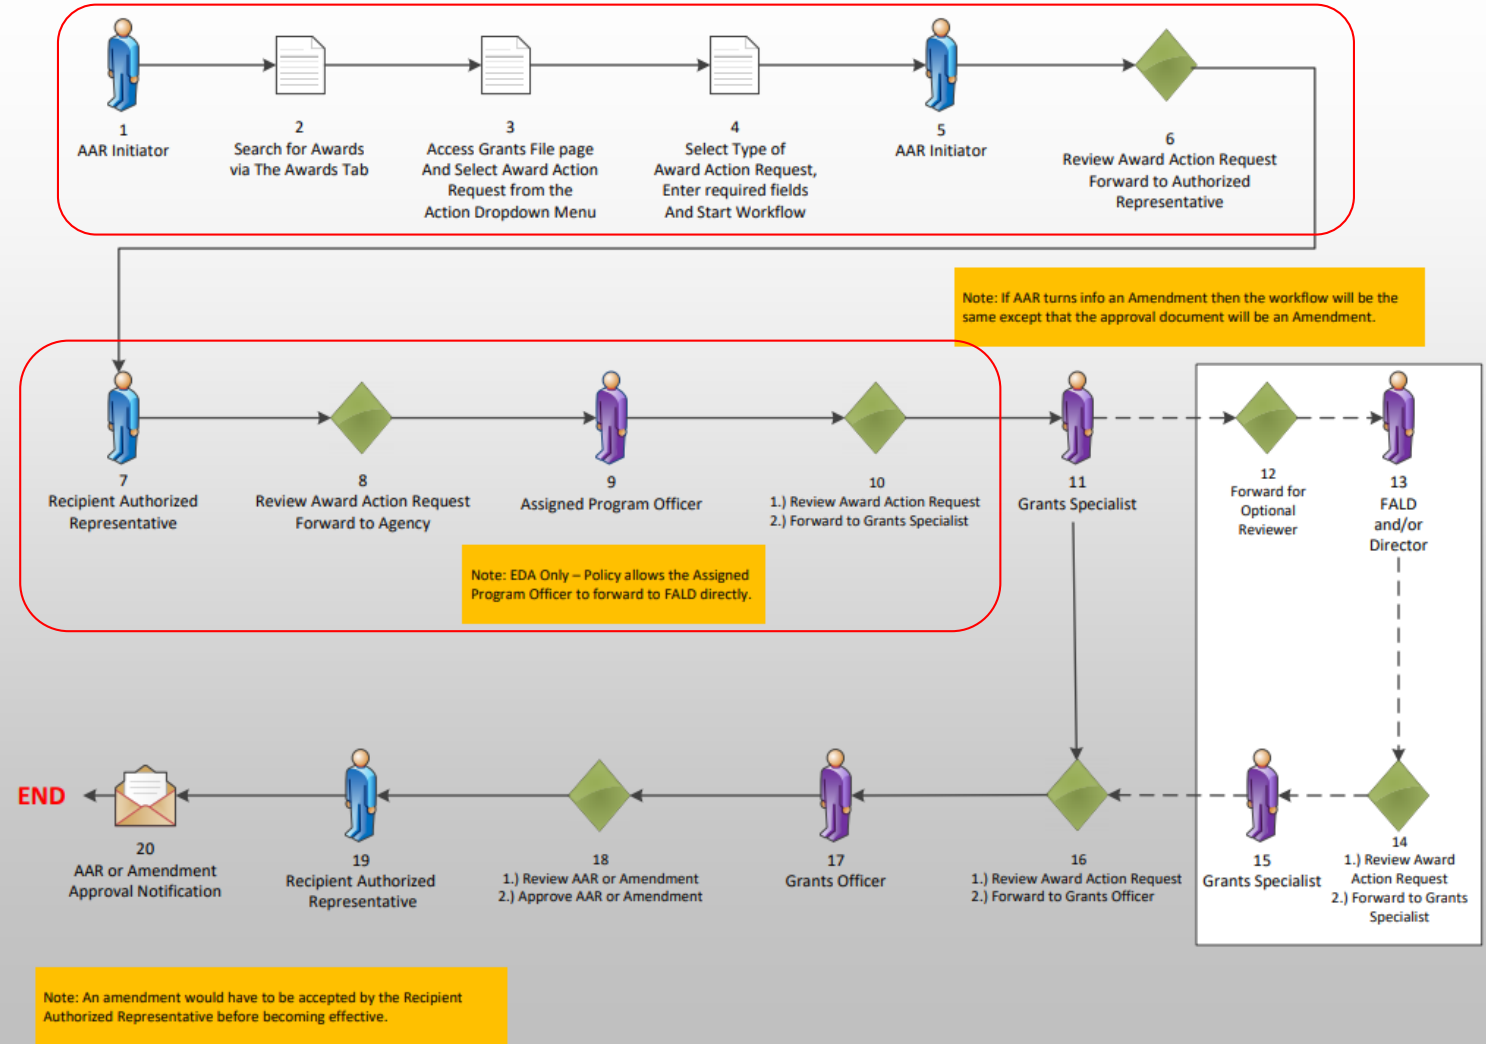 1
AAR Initiator
2
Search for Awards
via The Awards Tab
3
Access Grants File page
And Select Award Action
Request from the
Action Dropdown Menu
4
Select Type of
Award Action Request,
Enter required fields
And Start Workflow
5
AAR Initiator
6
Review Award Action Request
Forward to Authorized
Representative
Note: If AAR turns info an Amendment then the workflow will be the
same except that the approval document will be an Amendment.
7
Recipient Authorized
Representative
8
Review Award Action Request
Forward to Agency
9
Assigned Program Officer
10
1.) Review Award Action Request
2.) Forward to Grants Specialist
11
Grants Specialist
12
Forward for
Optional
Reviewer
13
FALD
and/or
Director
Note: EDA Only – Policy allows the Assigned
Program Officer to forward to FALD directly.
END
20
AAR or Amendment
Approval Notification
19
Recipient Authorized
Representative
18
1.) Review AAR or Amendment
2.) Approve AAR or Amendment
17
Grants Officer
16
1.) Review Award Action Request
2.) Forward to Grants Officer
15
Grants Specialist
14
1.) Review Award
Action Request
2.) Forward to Grants
Specialist
Note: An amendment would have to be accepted by the Recipient
Authorized Representative before becoming effective.